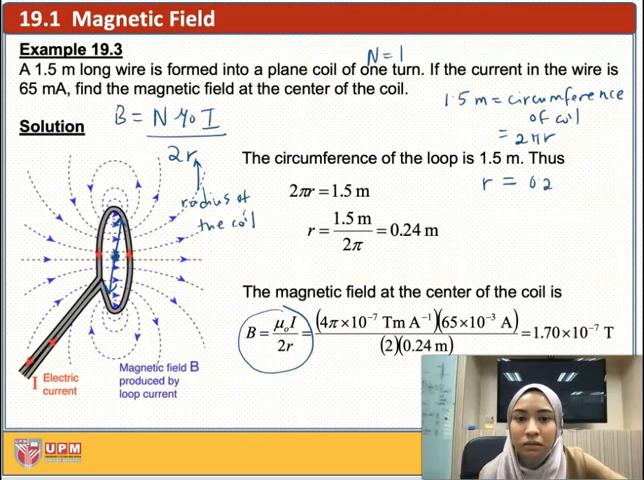 19.1 Magnetic Field
Example 19.3
N = 1
A 1.5 m long wire is formed into a plane coil of one turn. If the current in the wire is
65 mA, find the magnetic field at the center of the coil.
1.5 m = circumference
of coil
= 2πr
r = 0.2
Solution
B = N μo I
2r
radius of
the coil
The circumference of the loop is 1.5 m. Thus
2πr = 1.5 m
r = 1.5 m / 2π = 0.24 m
The magnetic field at the center of the coil is
B = μoI / 2r = (4π×10⁻⁷ Tm A⁻¹)(65×10⁻³ A) / (2)(0.24 m) = 1.70×10⁻⁷ T
I Electric
current
Magnetic field B
produced by
loop current
UPM